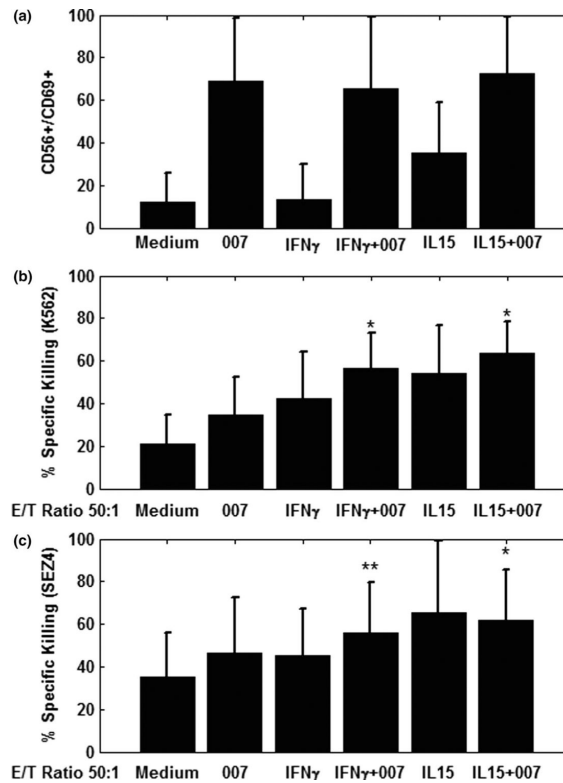 (a)
CD56+/CD69+
100
80
60
40
20
0
Medium 007 IFNγ IFNγ+007 IL15 IL15+007
(b)
% Specific Killing (K562)
100
80
60
40
20
0
* *
E/T Ratio 50:1 Medium 007 IFNγ IFNγ+007 IL15 IL15+007
(c)
% Specific Killing (SEZ4)
100
80
60
40
20
0
** *
E/T Ratio 50:1 Medium 007 IFNγ IFNγ+007 IL15 IL15+007